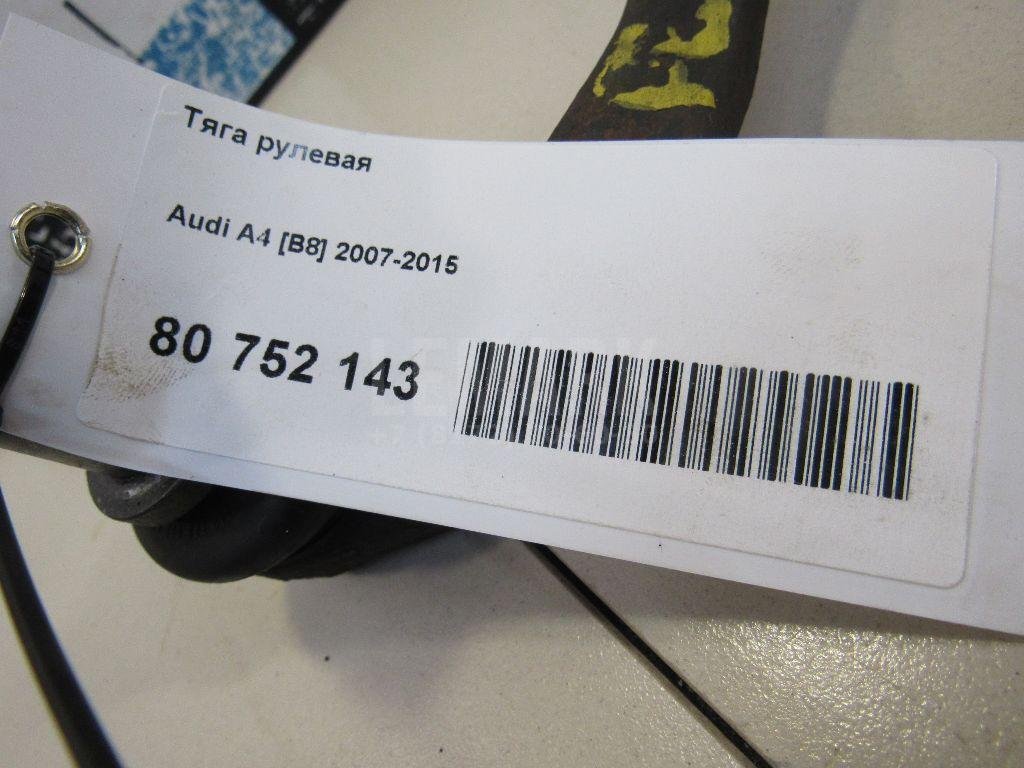 Тяга рулевая
Audi A4 [B8] 2007-2015
80 752 143